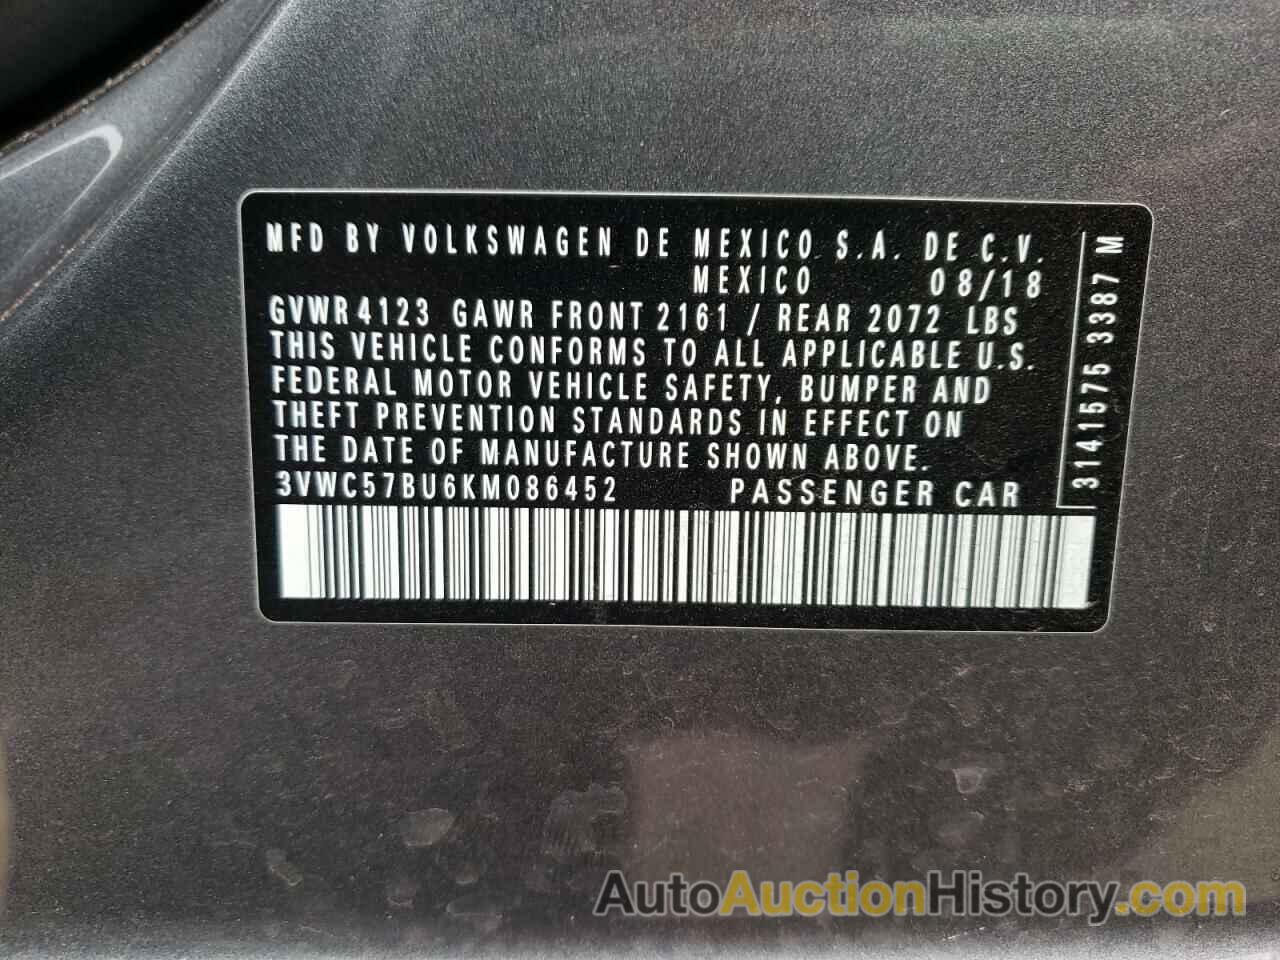 MFD BY VOLKSWAGEN DE MEXICO S.A. DE C.V.
MEXICO 08/18
GVWR 4123 GAWR FRONT 2161 / REAR 2072 LBS
THIS VEHICLE CONFORMS TO ALL APPLICABLE U.S.
FEDERAL MOTOR VEHICLE SAFETY, BUMPER AND
THEFT PREVENTION STANDARDS IN EFFECT ON
THE DATE OF MANUFACTURE SHOWN ABOVE.
3VWC57BU6KM086452 PASSENGER CAR
3141575 3387 M
AutoAuctionHistory.com